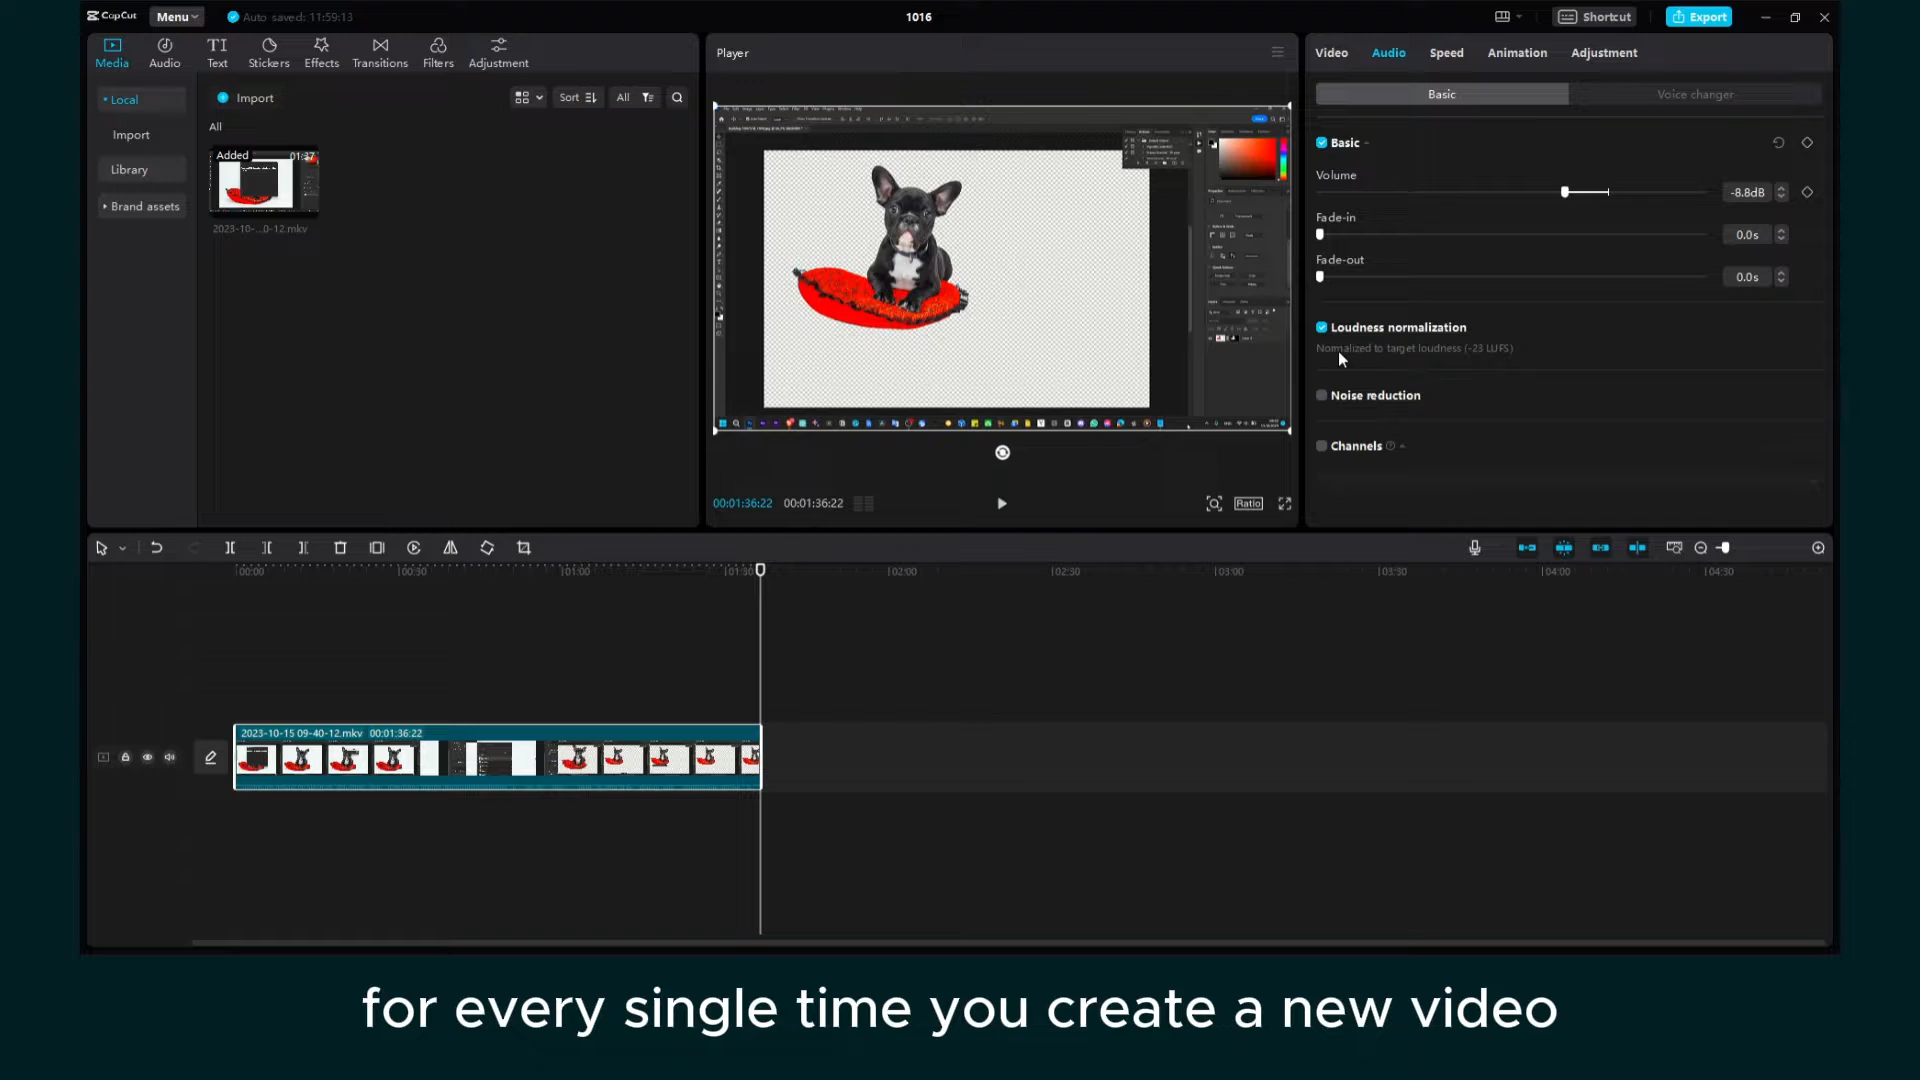 CapCut
Menu
Auto saved: 11:59:13
1016
Shortcut
Export
Media
Audio
Text
Stickers
Effects
Transitions
Filters
Adjustment
Player
Video
Audio
Speed
Animation
Adjustment
Local
Import
Library
Brand assets
Import
Sort
All
All
Added
01:37
2023-10-...0-12.mkv
Basic
Voice changer
Basic
Volume
-8.8dB
Fade-in
0.0s
Fade-out
0.0s
Loudness normalization
Normalized to target loudness (-23 LUFS)
Noise reduction
Channels
00:01:36:22
00:01:36:22
Ratio
00:00
00:30
01:00
01:30
02:00
02:30
03:00
03:30
04:00
04:30
2023-10-15 09-40-12.mkv 00:01:36:22
for every single time you create a new video